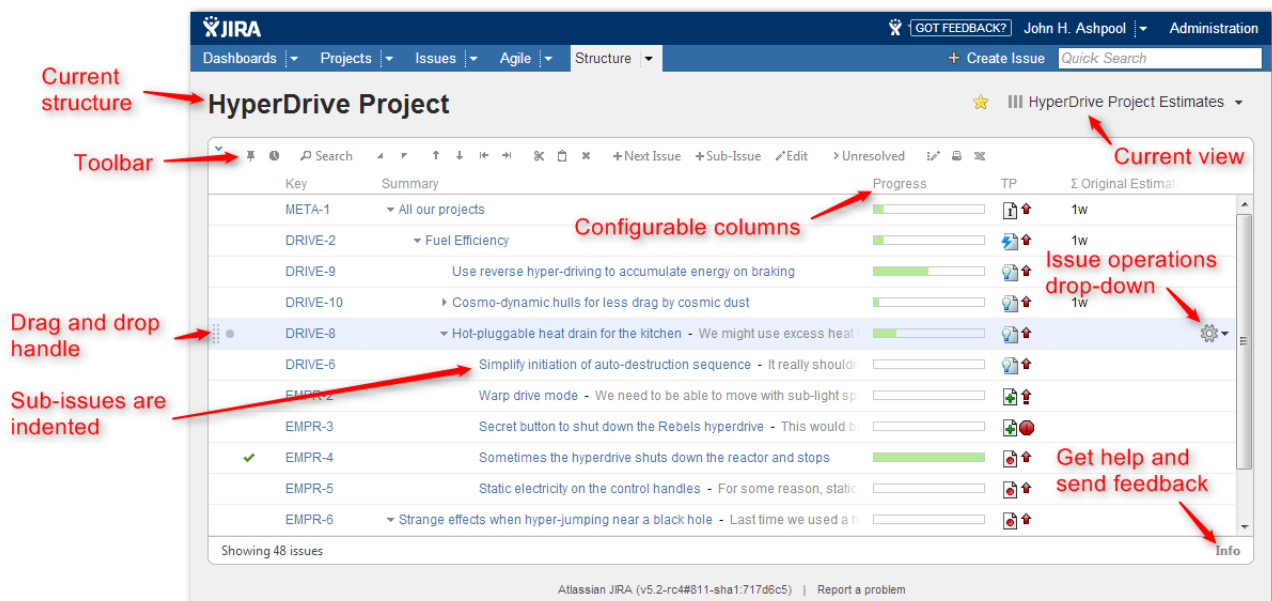 JIRA
GOT FEEDBACK? John H. Ashpool Administration
Dashboards Projects Issues Agile Structure + Create Issue Quick Search
Current
structure
HyperDrive Project
HyperDrive Project Estimates
Toolbar
Search +Next Issue +Sub-Issue Edit >Unresolved
Current view
Key Summary Progress TP Σ Original Estimat
META-1 All our projects 1w
Configurable columns
DRIVE-2 Fuel Efficiency 1w
Issue operations
drop-down
DRIVE-9 Use reverse hyper-driving to accumulate energy on braking
DRIVE-10 Cosmo-dynamic hulls for less drag by cosmic dust 1w
Drag and drop
handle
DRIVE-8 Hot-pluggable heat drain for the kitchen - We might use excess heat
DRIVE-6 Simplify initiation of auto-destruction sequence - It really shouldn
Sub-issues are
indented
EMPR-2 Warp drive mode - We need to be able to move with sub-light spe
EMPR-3 Secret button to shut down the Rebels hyperdrive - This would be
EMPR-4 Sometimes the hyperdrive shuts down the reactor and stops
Get help and
send feedback
EMPR-5 Static electricity on the control handles - For some reason, static
EMPR-6 Strange effects when hyper-jumping near a black hole - Last time we used a h
Showing 48 issues Info
Atlassian JIRA (v5.2-rc4#811-sha1:717d6c5) | Report a problem